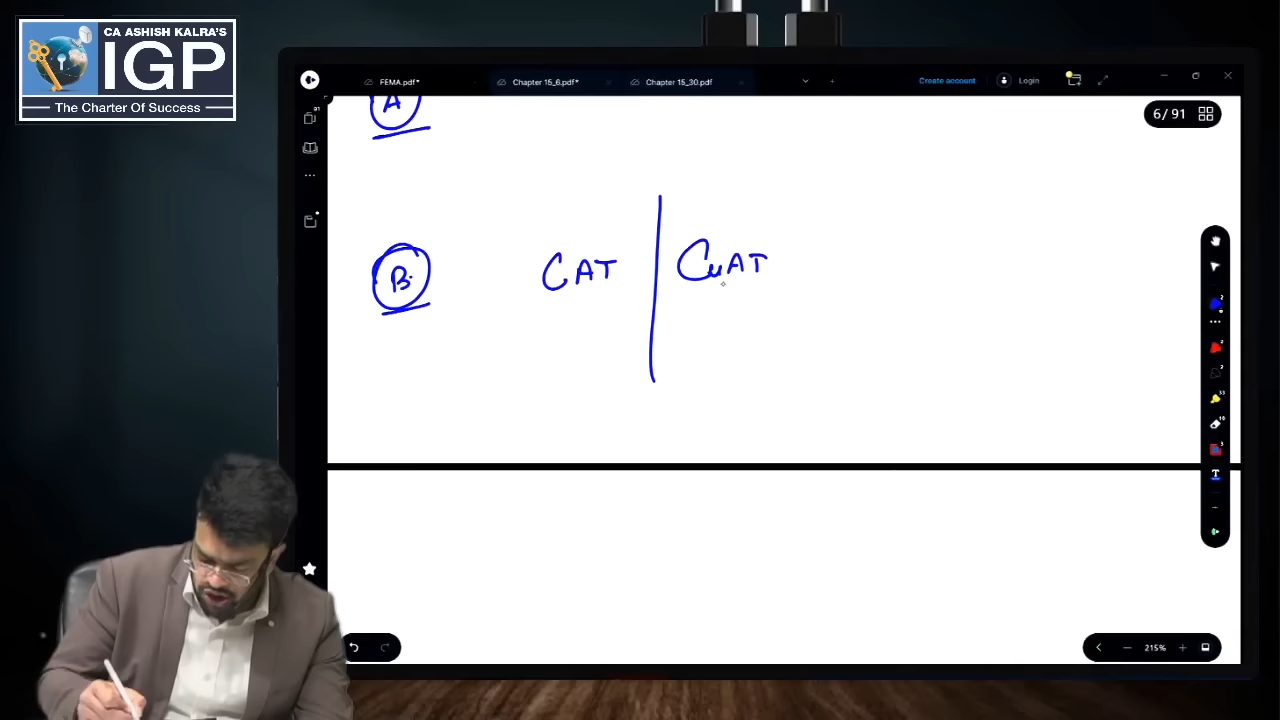 CA ASHISH KALRA'S
IGP
The Charter Of Success
FEMA.pdf*
Chapter 15_6.pdf*
Chapter 15_30.pdf
Create account
Login
A
6/ 91
B
CAT
CuAT
215%